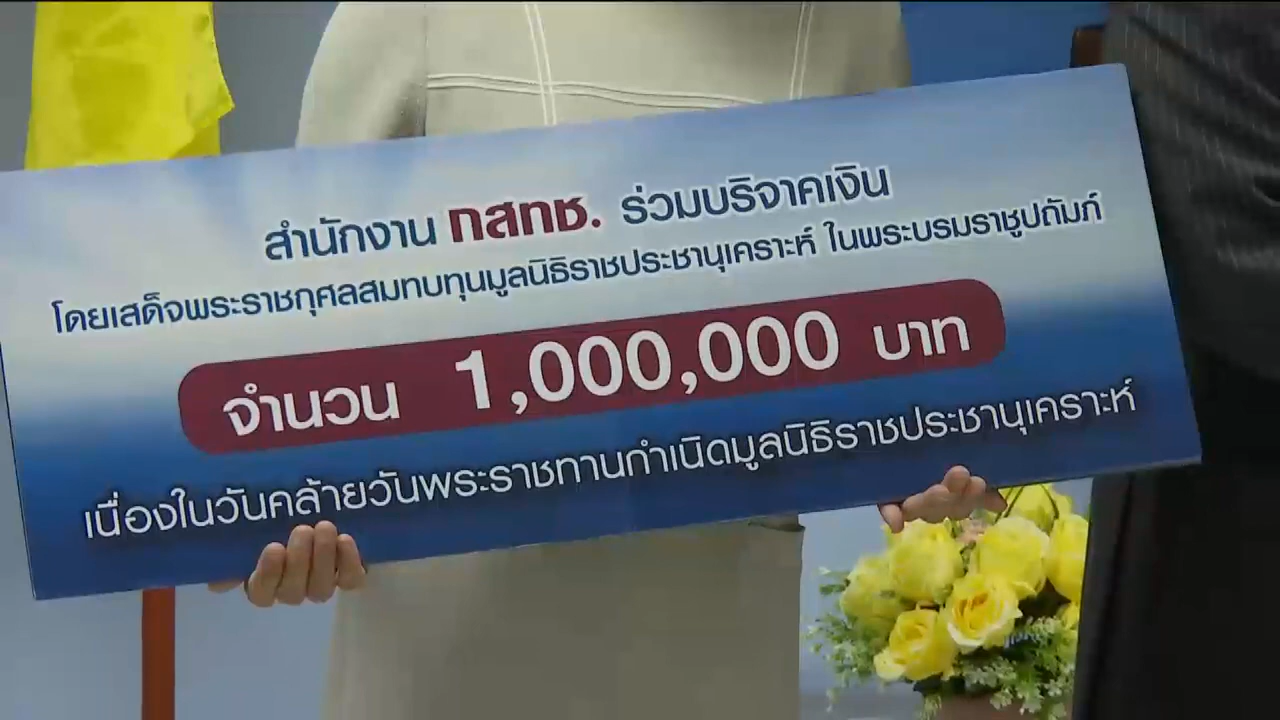 สำนักงาน กสทช. ร่วมบริจาคเงิน
โดยเสด็จพระราชกุศลสมทบทุนมูลนิธิราชประชานุเคราะห์ ในพระบรมราชูปถัมภ์
จำนวน 1,000,000 บาท
เนื่องในวันคล้ายวันพระราชทานกำเนิดมูลนิธิราชประชานุเคราะห์